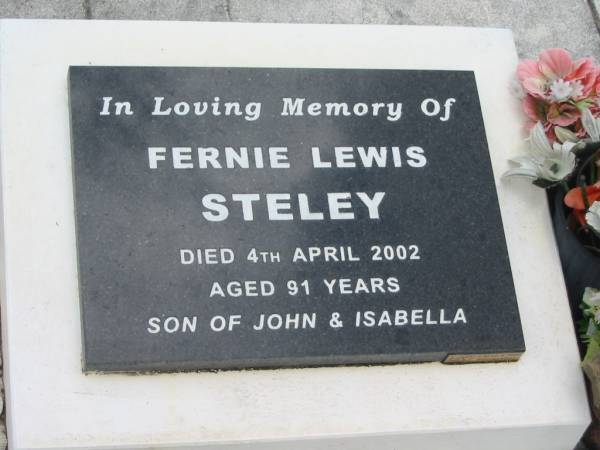 In Loving Memory Of
FERNIE LEWIS
STELEY
DIED 4TH APRIL 2002
AGED 91 YEARS
SON OF JOHN & ISABELLA